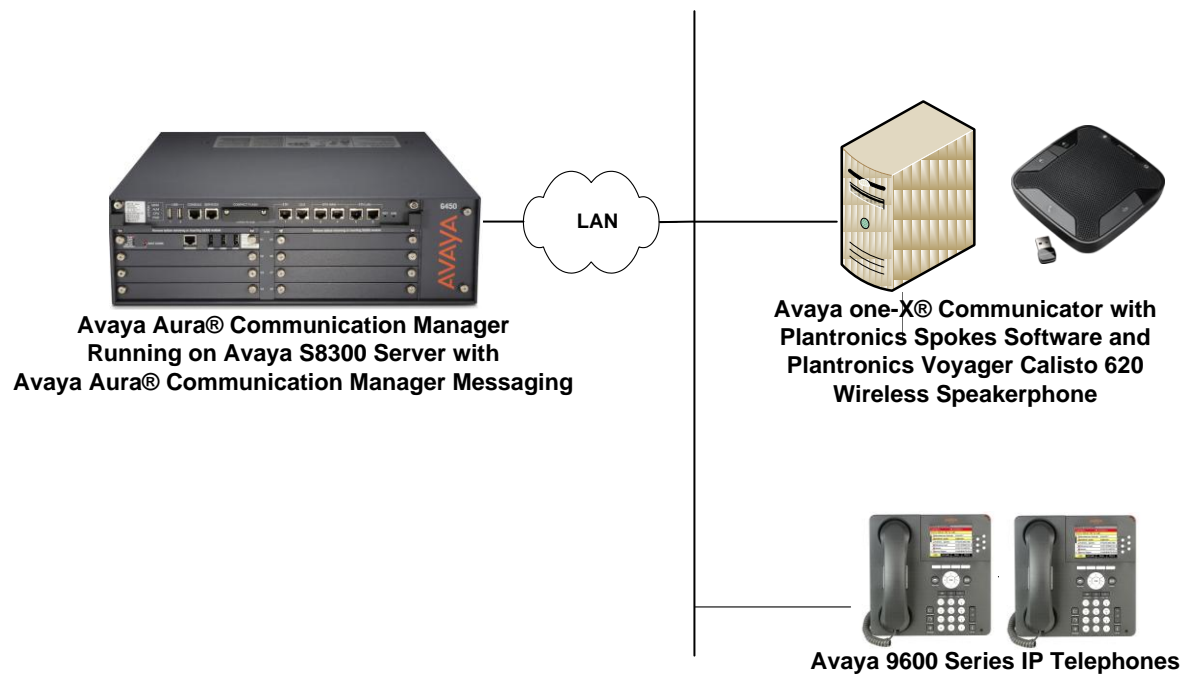 G450
AVAYA
LAN
Avaya Aura® Communication Manager
Running on Avaya S8300 Server with
Avaya Aura® Communication Manager Messaging
Avaya one-X® Communicator with
Plantronics Spokes Software and
Plantronics Voyager Calisto 620
Wireless Speakerphone
Avaya 9600 Series IP Telephones